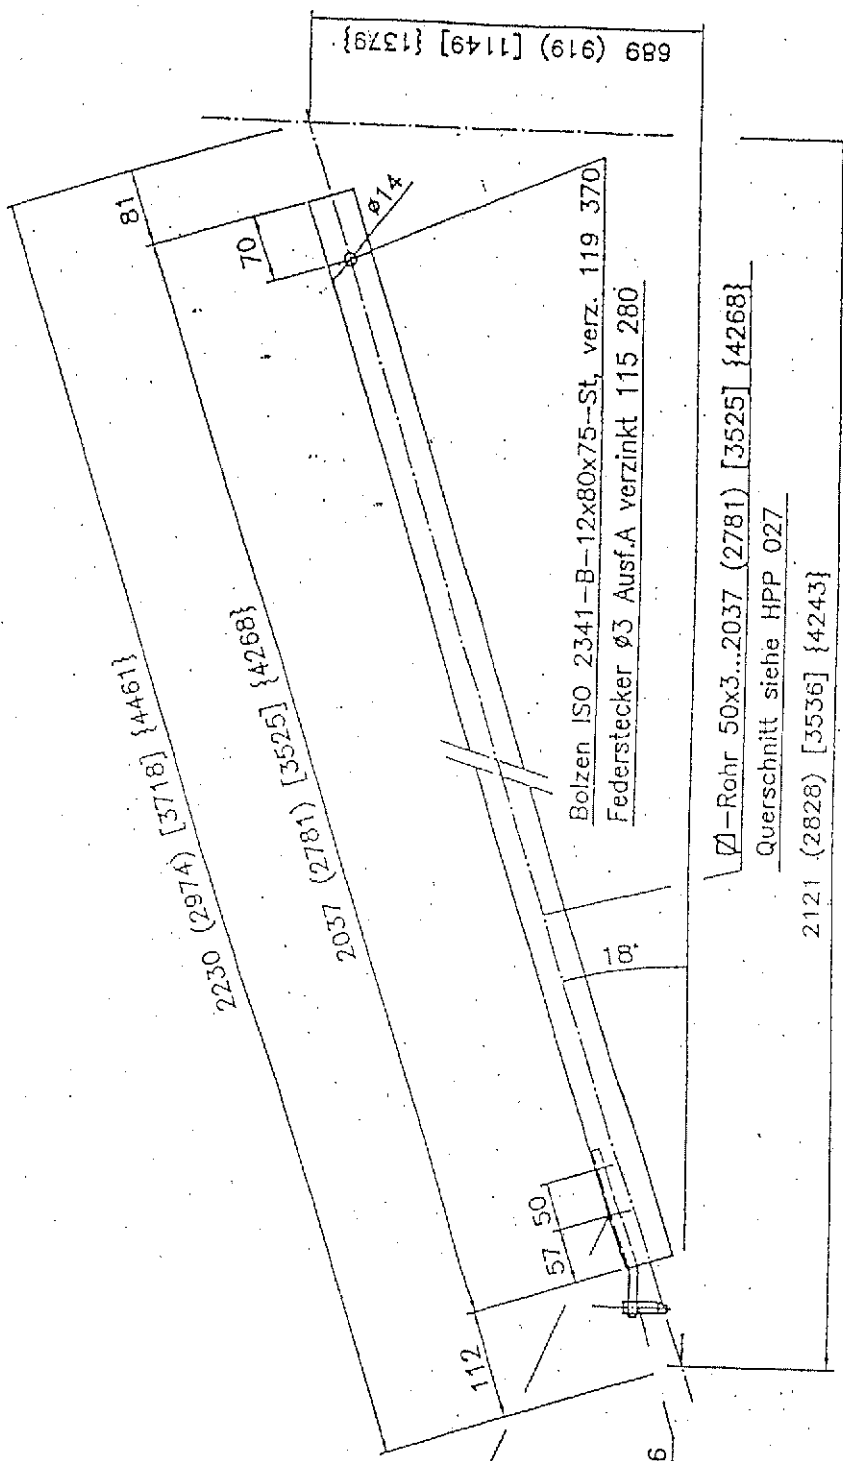 689 (919) [1149] {1379}
81
70
ø14
2230 (2974) [3718] {4461}
2037 (2781) [3525] {4268}
Bolzen ISO 2341-B-12x80x75-St, verz. 119 370
Federstecker ø3 Ausf.A verzinkt 115 280
-Rohr 50x3...2037 (2781) [3525] {4268}
Querschnitt siehe HPP 027
2121 (2828) [3536] {4243}
18°
50
57
112
6